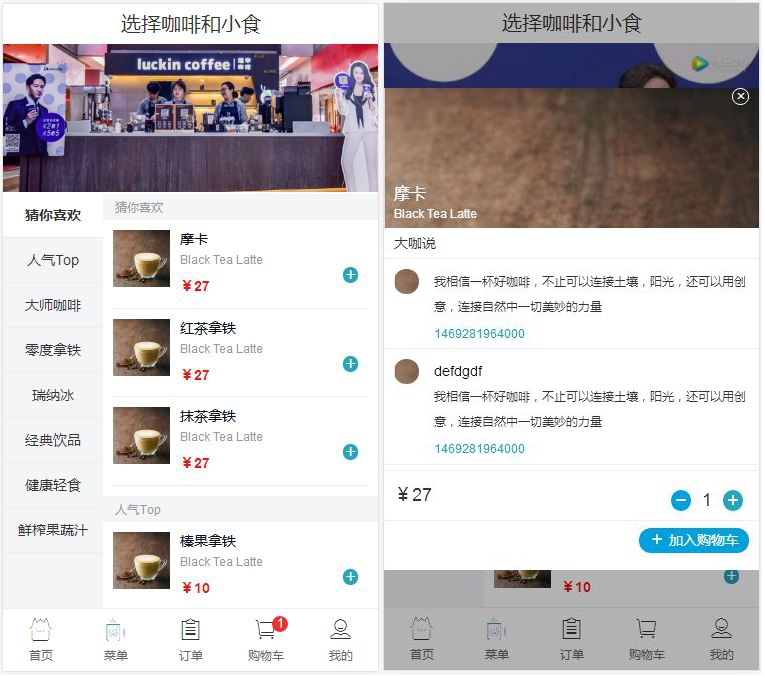 选择咖啡和小食
luckin coffee
猜你喜欢
人气Top
大师咖啡
零度拿铁
瑞纳冰
经典饮品
健康轻食
鲜榨果蔬汁
猜你喜欢
摩卡
Black Tea Latte
￥27
红茶拿铁
Black Tea Latte
￥27
抹茶拿铁
Black Tea Latte
￥27
人气Top
榛果拿铁
Black Tea Latte
￥10
首页
菜单
订单
1
购物车
我的
选择咖啡和小食
摩卡
Black Tea Latte
大咖说
我相信一杯好咖啡，不止可以连接土壤，阳光，还可以用创
意，连接自然中一切美妙的力量
1469281964000
defdgdf
我相信一杯好咖啡，不止可以连接土壤，阳光，还可以用创
意，连接自然中一切美妙的力量
1469281964000
￥27
1
加入购物车
￥10
首页
菜单
订单
购物车
我的